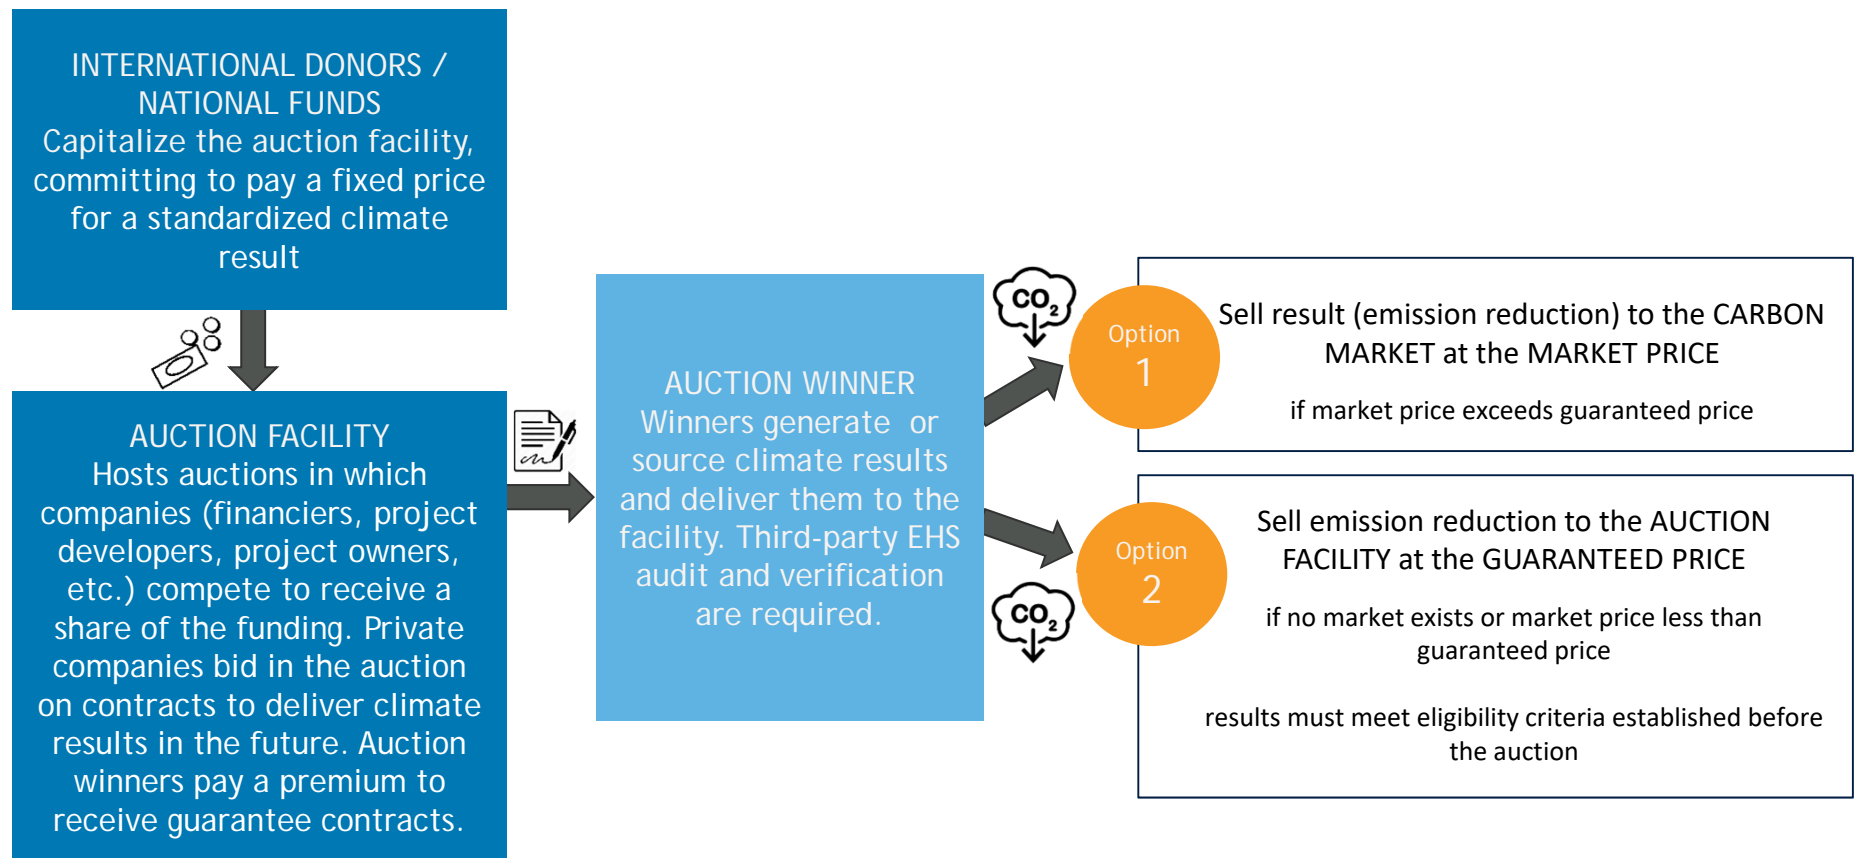 INTERNATIONAL DONORS /
NATIONAL FUNDS
Capitalize the auction facility,
committing to pay a fixed price
for a standardized climate
result
AUCTION FACILITY
Hosts auctions in which
companies (financiers, project
developers, project owners,
etc.) compete to receive a
share of the funding. Private
companies bid in the auction
on contracts to deliver climate
results in the future. Auction
winners pay a premium to
receive guarantee contracts.
AUCTION WINNER
Winners generate or
source climate results
and deliver them to the
facility. Third-party EHS
audit and verification
are required.
CO2
Option
1
Sell result (emission reduction) to the CARBON
MARKET at the MARKET PRICE
if market price exceeds guaranteed price
CO2
Option
2
Sell emission reduction to the AUCTION
FACILITY at the GUARANTEED PRICE
if no market exists or market price less than
guaranteed price
results must meet eligibility criteria established before
the auction